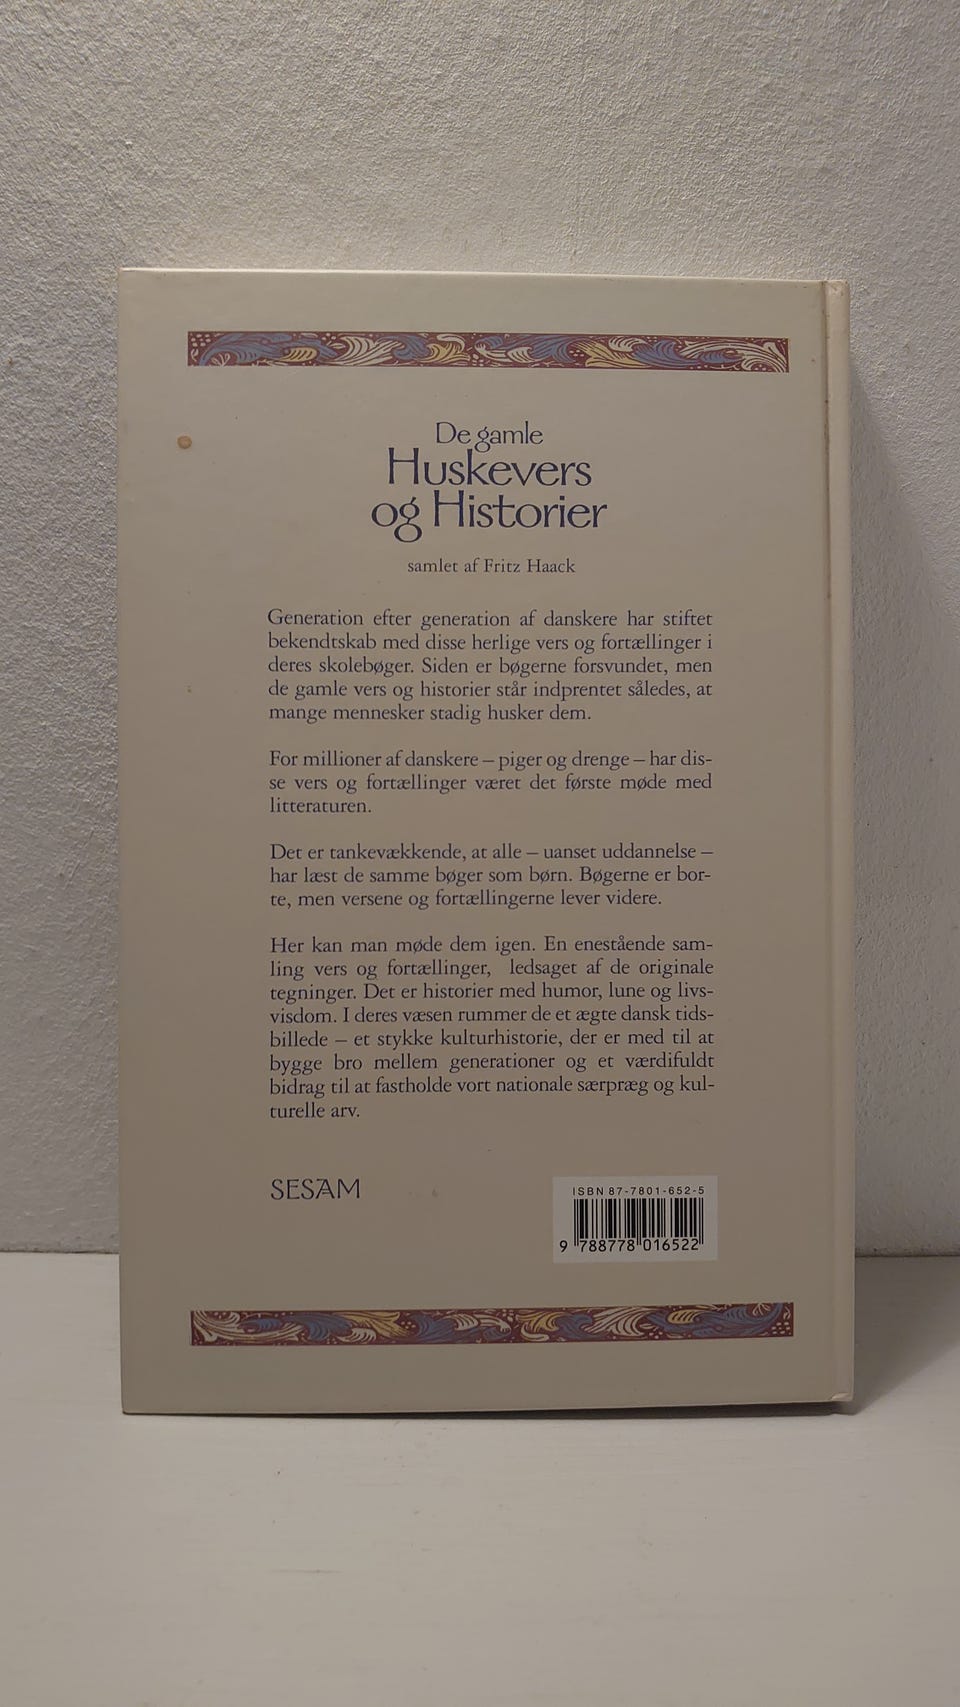 De gamle
Huskevers
og Historier
samlet af Fritz Haack
Generation efter generation af danskere har stiftet
bekendtskab med disse herlige vers og fortællinger i
deres skolebøger. Siden er bøgerne forsvundet, men
de gamle vers og historier står indprentet således, at
mange mennesker stadig husker dem.
For millioner af danskere – piger og drenge – har dis-
se vers og fortællinger været det første møde med
litteraturen.
Det er tankevækkende, at alle – uanset uddannelse –
har læst de samme bøger som børn. Bøgerne er bor-
te, men versene og fortællingerne lever videre.
Her kan man møde dem igen. En enestående sam-
ling vers og fortællinger, ledsaget af de originale
tegninger. Det er historier med humor, lune og livs-
visdom. I deres væsen rummer de et ægte dansk tids-
billede – et stykke kulturhistorie, der er med til at
bygge bro mellem generationer og et værdifuldt
bidrag til at fastholde vort nationale særpræg og kul-
turelle arv.
SESAM
ISBN 87-7801-652-5
9 788778 016522